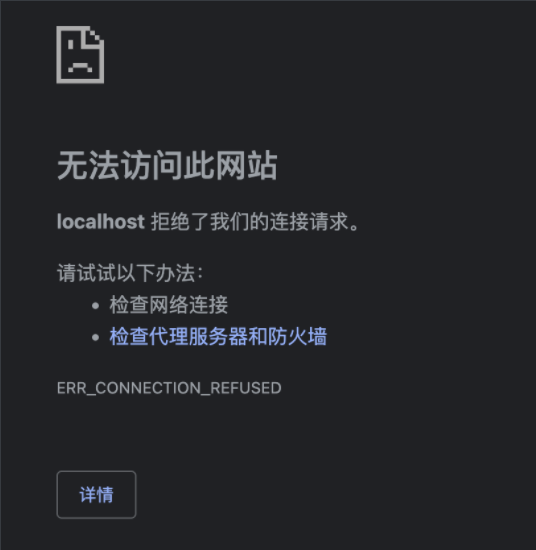 无法访问此网站
localhost 拒绝了我们的连接请求。
请试试以下办法：
• 检查网络连接
• 检查代理服务器和防火墙
ERR_CONNECTION_REFUSED
详情